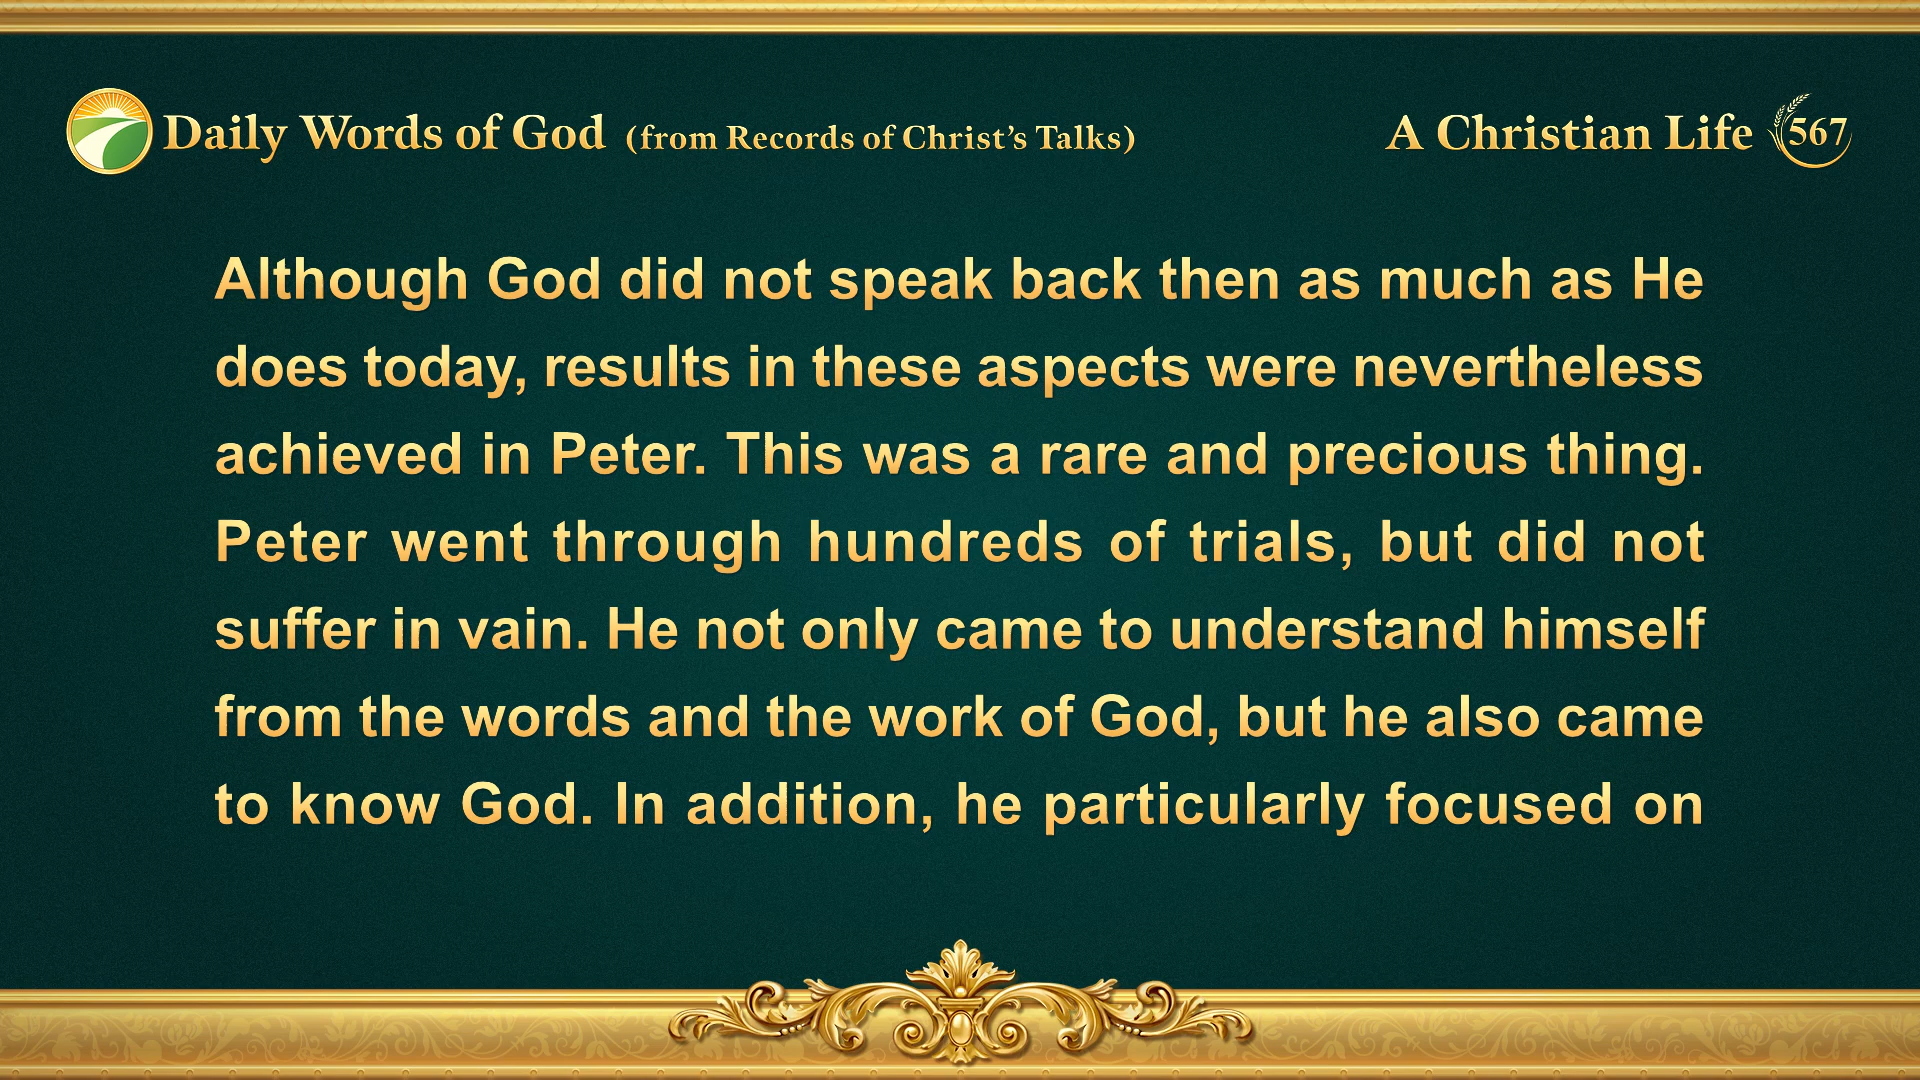 Daily Words of God (from Records of Christ's Talks)
A Christian Life 567
Although God did not speak back then as much as He
does today, results in these aspects were nevertheless
achieved in Peter. This was a rare and precious thing.
Peter went through hundreds of trials, but did not
suffer in vain. He not only came to understand himself
from the words and the work of God, but he also came
to know God. In addition, he particularly focused on